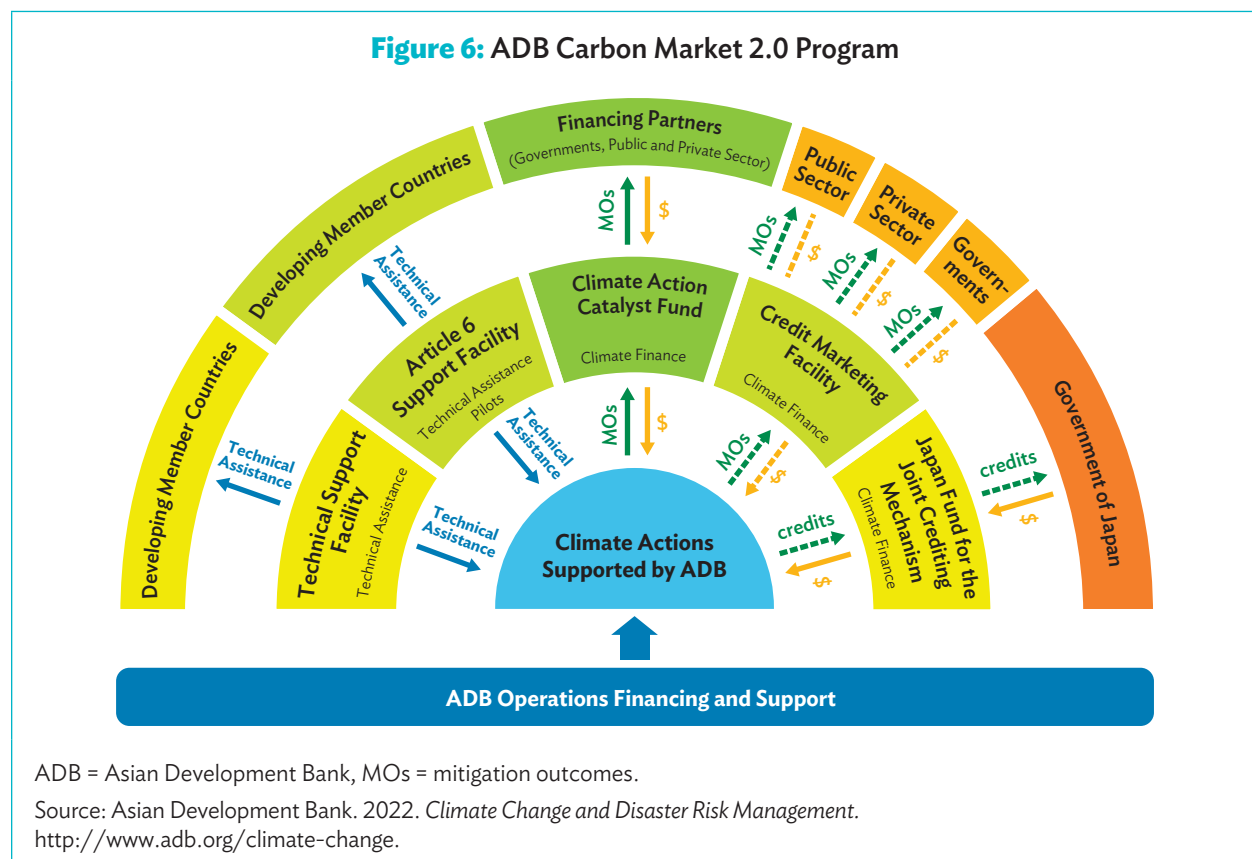 Figure 6: ADB Carbon Market 2.0 Program
Developing Member Countries
Developing Member Countries
Financing Partners
(Governments, Public and Private Sector)
Public
Sector
Private
Sector
Govern-
ments
Government of Japan
Technical
Assistance
Technical
Assistance
MOs
$
MOs
$
MOs
$
MOs
$
credits
$
Technical Support
Facility
Technical Assistance
Article 6
Support Facility
Technical Assistance
Pilots
Climate Action
Catalyst Fund
Climate Finance
Credit Marketing
Facility
Climate Finance
Japan Fund for the
Joint Crediting
Mechanism
Climate Finance
Technical
Assistance
Technical
Assistance
MOs
$
MOs
$
credits
$
Climate Actions
Supported by ADB
ADB Operations Financing and Support
ADB = Asian Development Bank, MOs = mitigation outcomes.
Source: Asian Development Bank. 2022. Climate Change and Disaster Risk Management.
http://www.adb.org/climate-change.